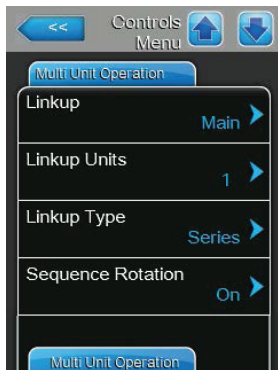 <<
Controls
Menu
Multi Unit Operation
Linkup
Main
Linkup Units
1
Linkup Type
Series
Sequence Rotation
On
Multi Unit Operation